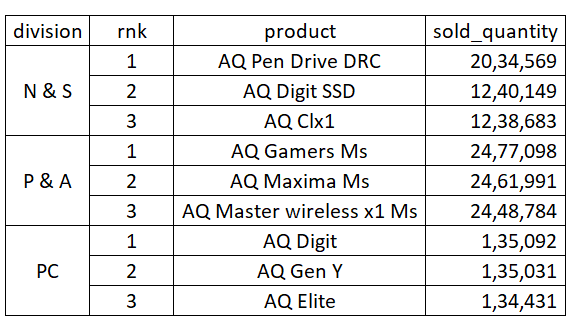 division rnk product sold_quantity
1 AQ Pen Drive DRC 20,34,569
N & S 2 AQ Digit SSD 12,40,149
3 AQ Clx1 12,38,683
1 AQ Gamers Ms 24,77,098
P & A 2 AQ Maxima Ms 24,61,991
3 AQ Master wireless x1 Ms 24,48,784
1 AQ Digit 1,35,092
PC 2 AQ Gen Y 1,35,031
3 AQ Elite 1,34,431